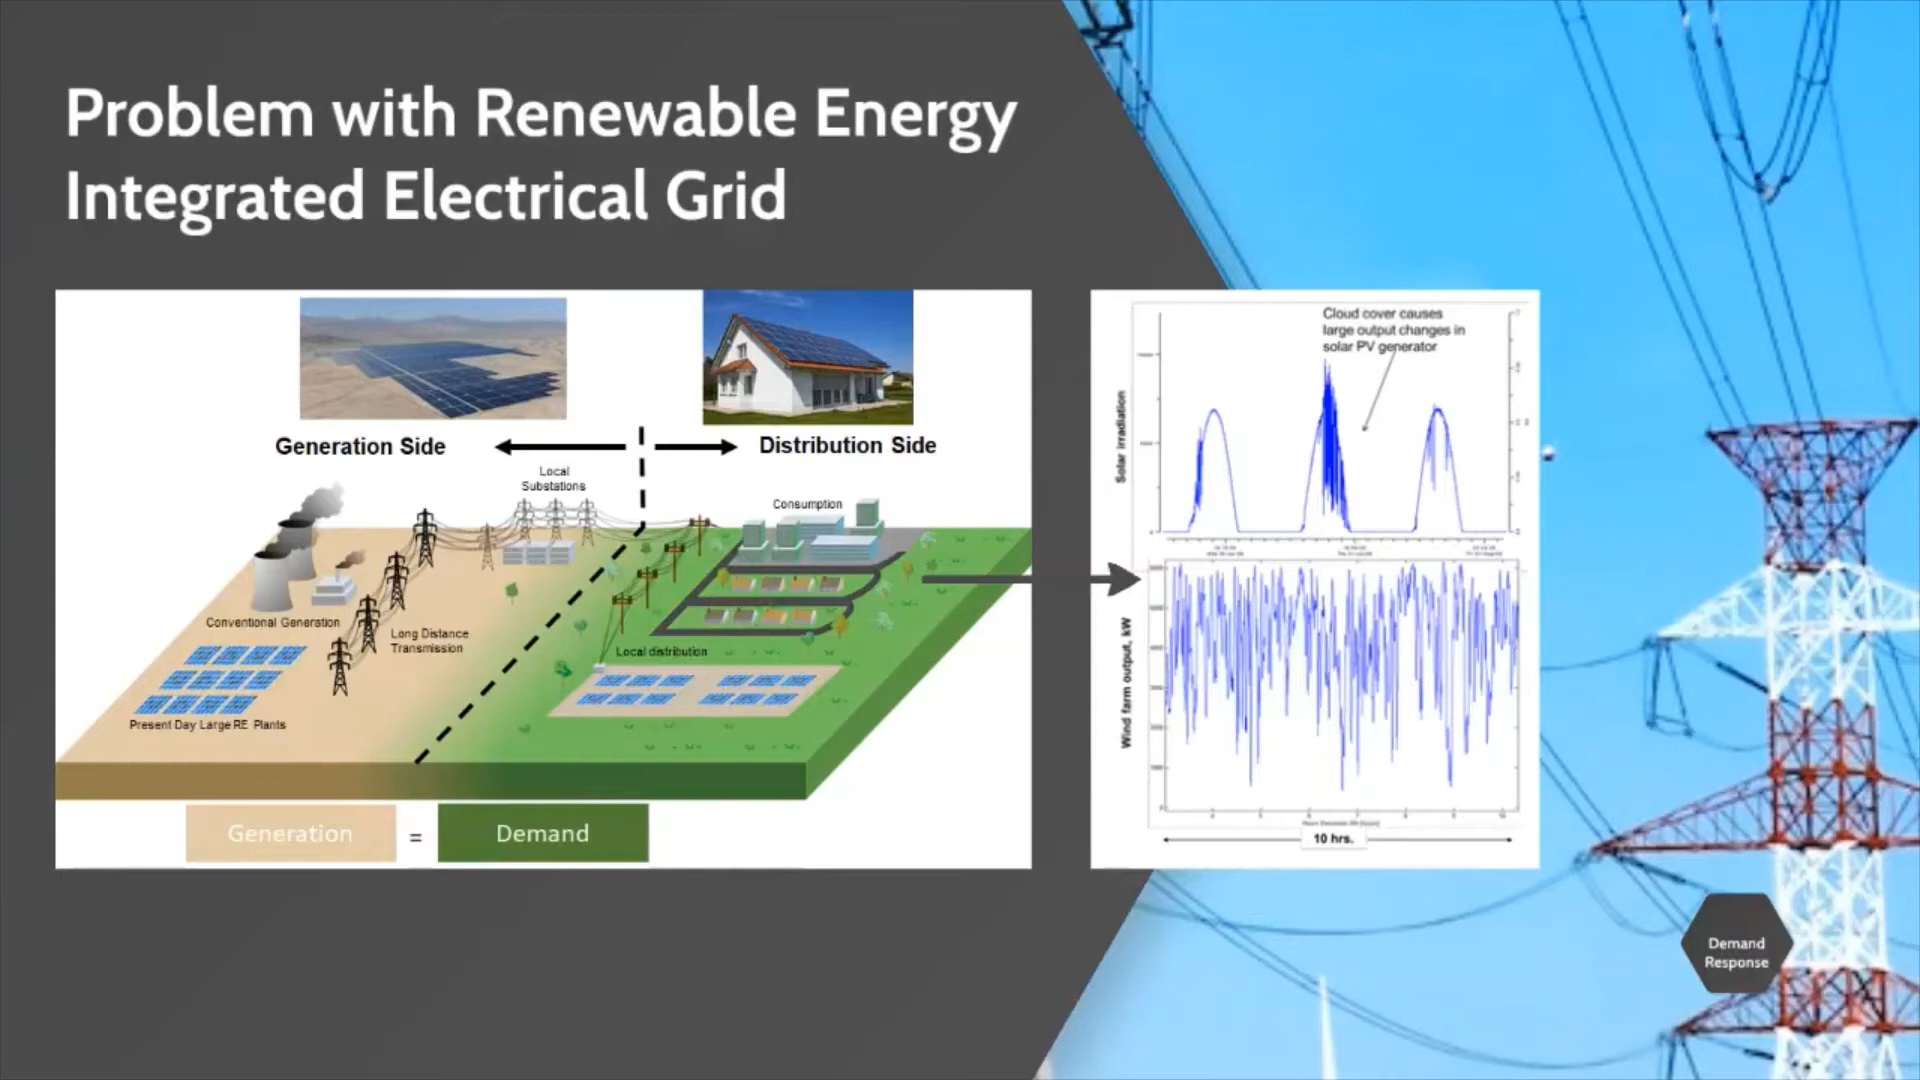 Problem with Renewable Energy
Integrated Electrical Grid
Generation Side
Distribution Side
Local
Substations
Consumption
Conventional Generation
Long Distance
Transmission
Local distribution
Present Day Large RE Plants
Generation
=
Demand
Cloud cover causes
large output changes in
solar PV generator
Solar irradiation
Wind farm output, kW
10 hrs.
Demand
Response